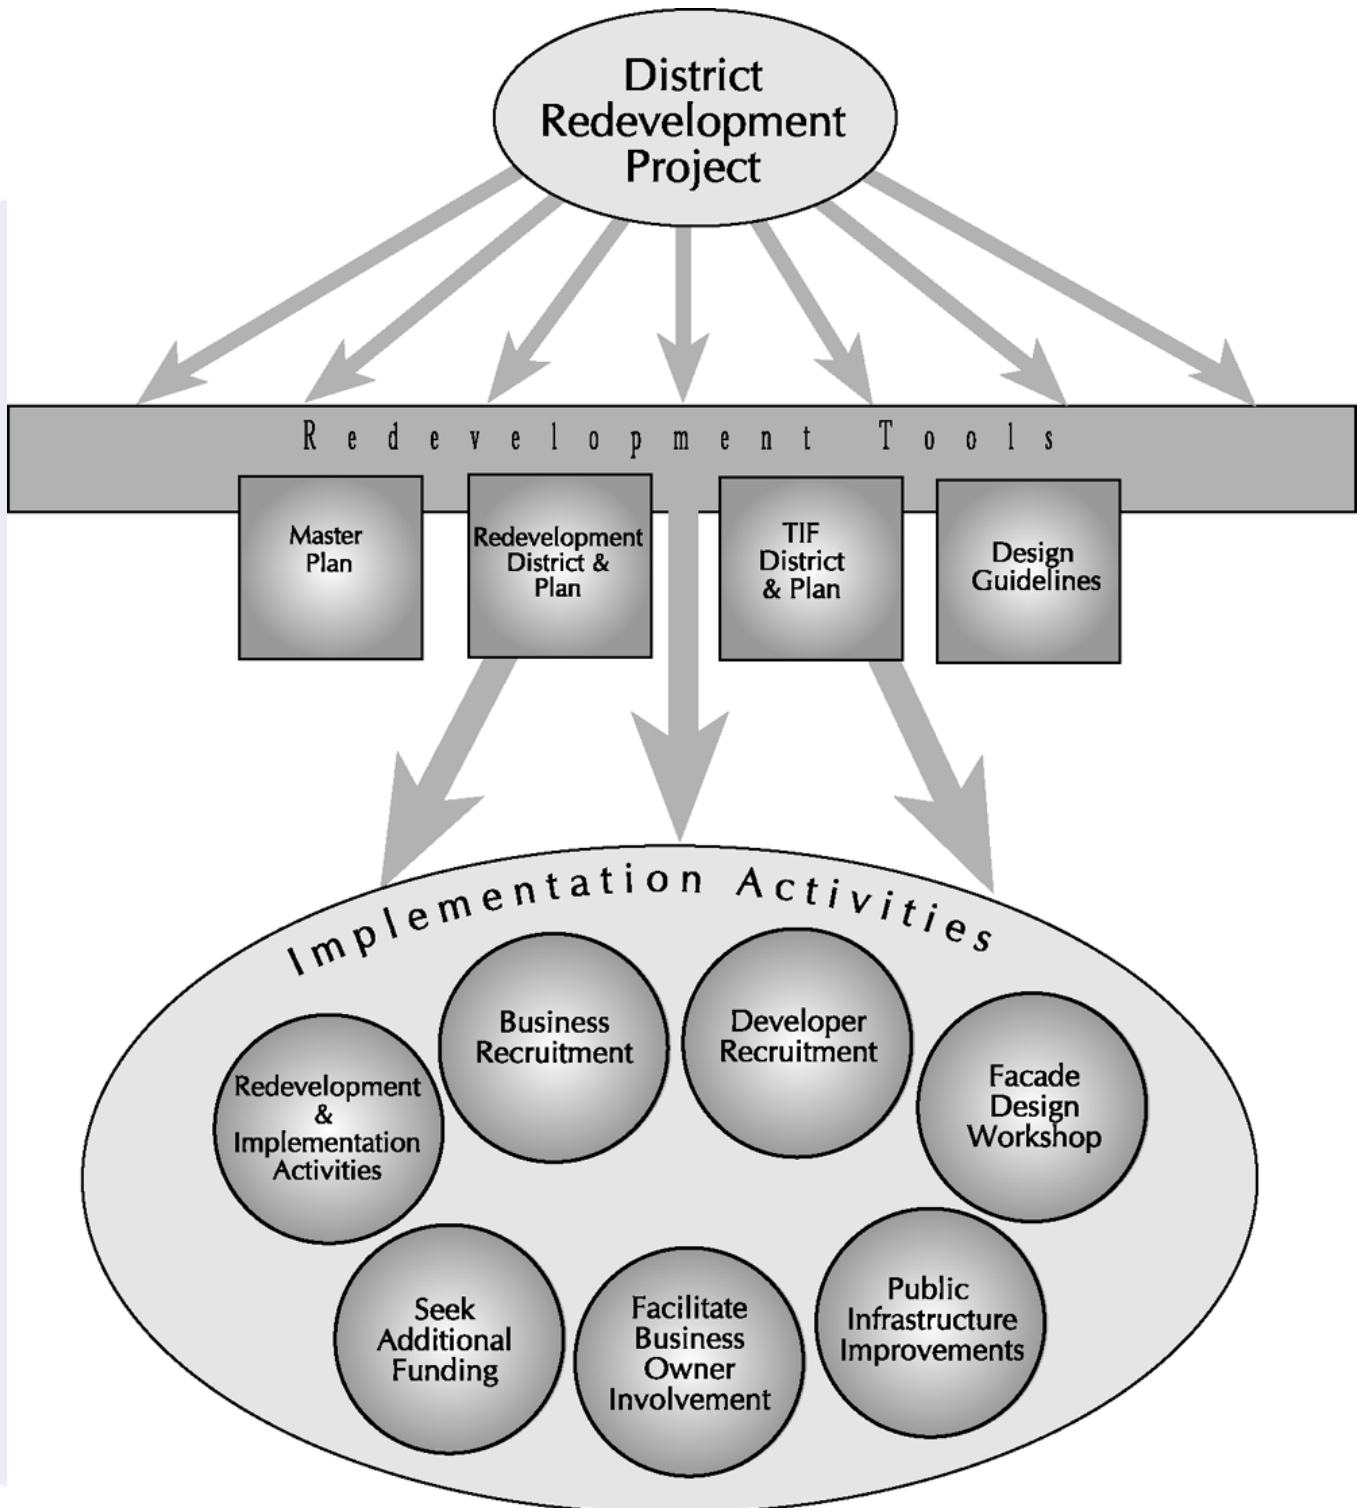 District
Redevelopment
Project
Redevelopment Tools
Master
Plan
Redevelopment
District &
Plan
TIF
District
& Plan
Design
Guidelines
Implementation Activities
Business
Recruitment
Developer
Recruitment
Redevelopment
&
Implementation
Activities
Facade
Design
Workshop
Seek
Additional
Funding
Facilitate
Business
Owner
Involvement
Public
Infrastructure
Improvements